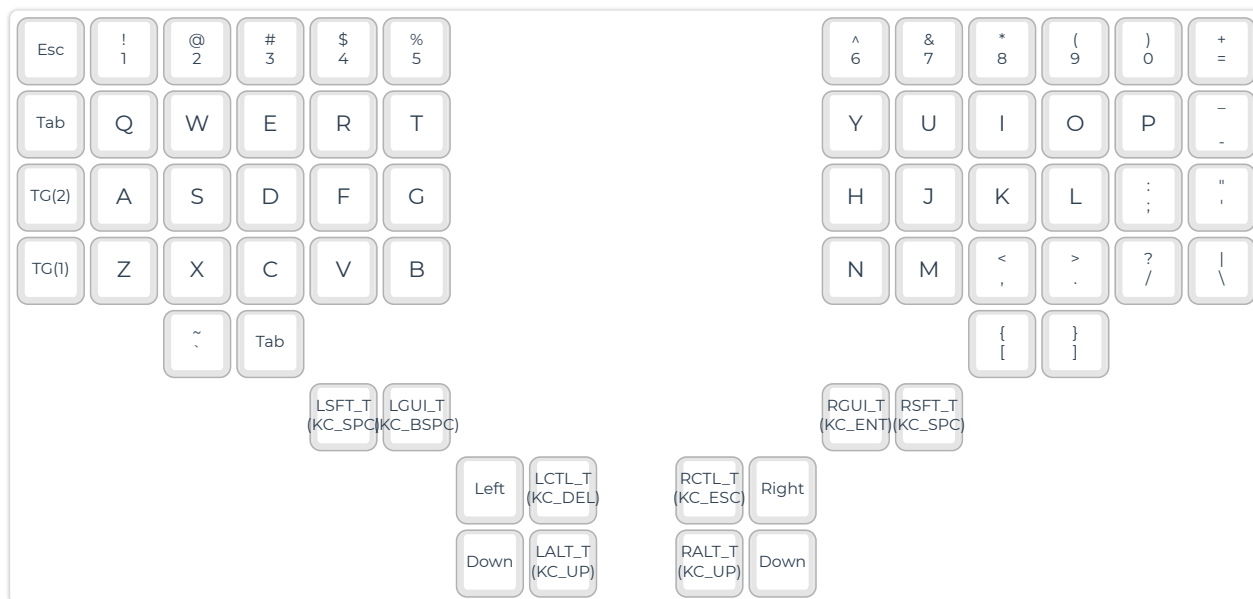 Esc ! @ # $ % ^ & * ( ) +
1 2 3 4 5 6 7 8 9 0 =
Tab Q W E R T Y U I O P _
-
TG(2) A S D F G H J K L : "
; '
TG(1) Z X C V B N M < > ? |
, . / \
~ Tab { }
` [ ]
LSFT_T LGUI_T RGUI_T RSFT_T
(KC_SPC) (KC_BSPC) (KC_ENT) (KC_SPC)
Left LCTL_T RCTL_T Right
(KC_DEL) (KC_ESC)
Down LALT_T RALT_T Down
(KC_UP) (KC_UP)